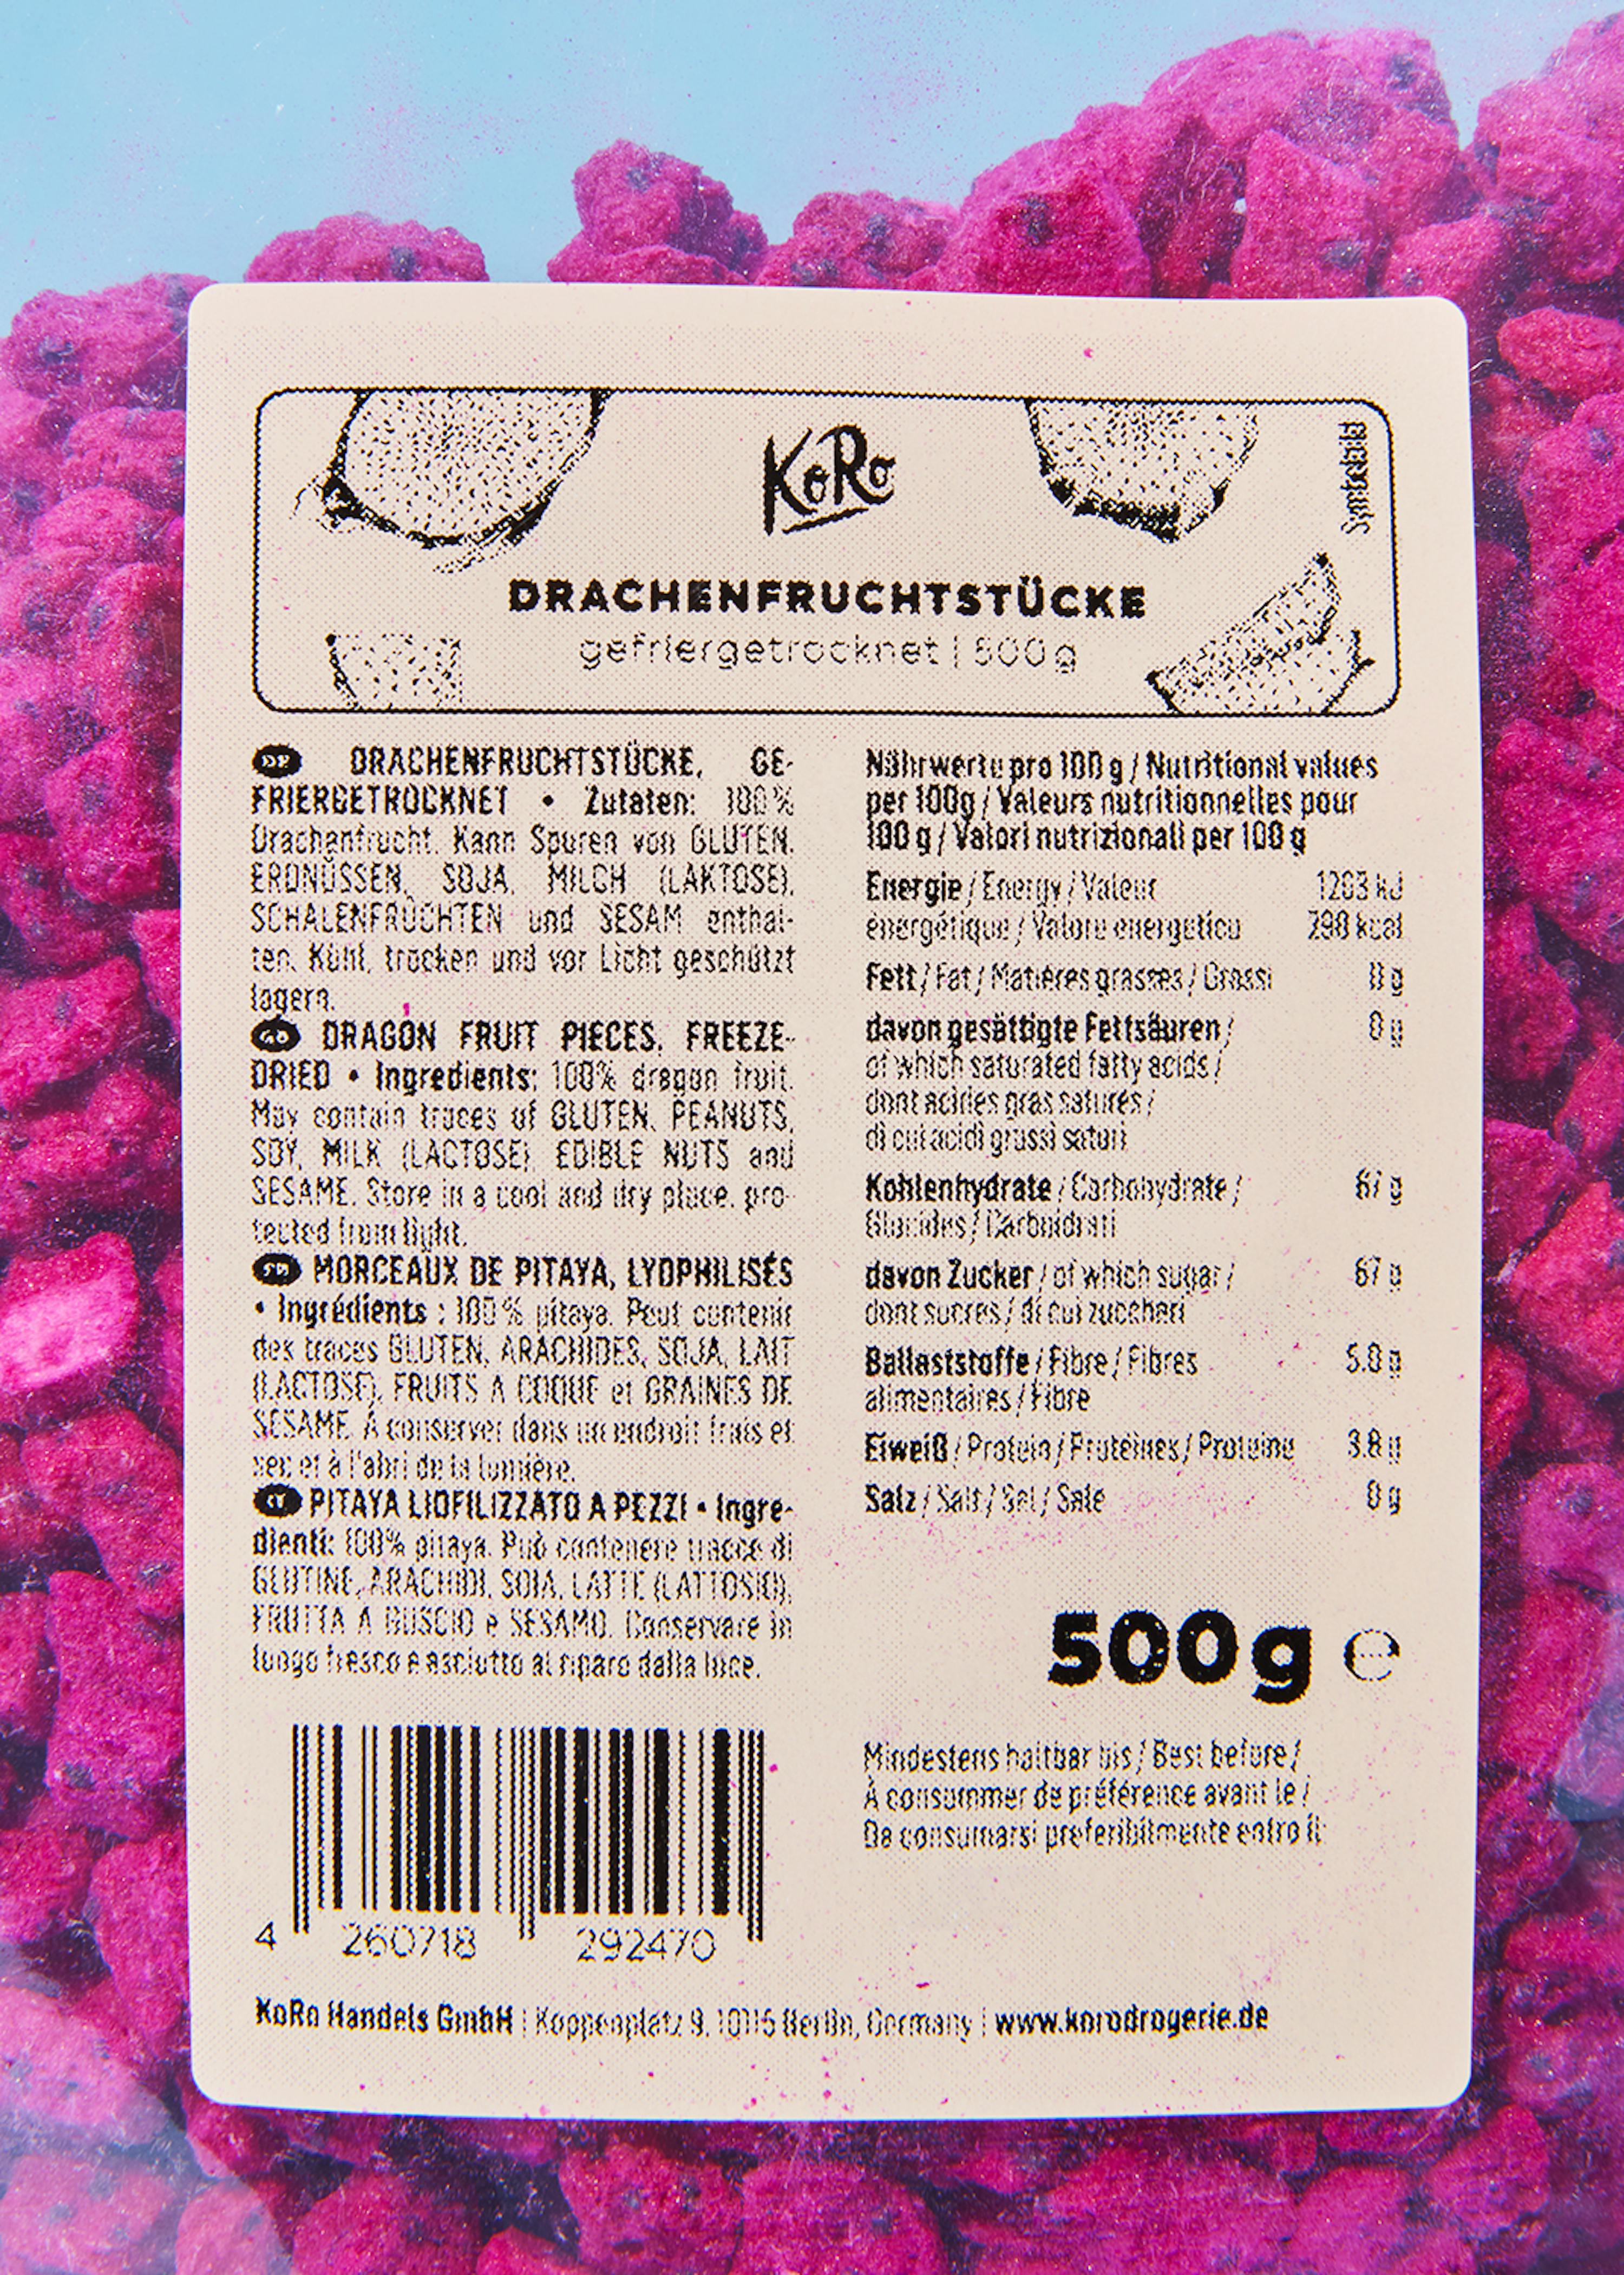 KoRo
Symbolbild
DRACHENFRUCHTSTÜCKE
gefriergetrocknet | 500g
DE DRACHENFRUCHTSTÜCKE, GE-
FRIERGETROCKNET • Zutaten: 100%
Drachenfrucht. Kann Spuren von GLUTEN,
ERDNÜSSEN, SOJA, MILCH (LAKTOSE),
SCHALENFRÜCHTEN und SESAM enthal-
ten. Kühl, trocken und vor Licht geschützt
lagern.
GB DRAGON FRUIT PIECES, FREEZE-
DRIED • Ingredients: 100% dragon fruit.
May contain traces of GLUTEN, PEANUTS,
SOY, MILK (LACTOSE), EDIBLE NUTS and
SESAME. Store in a cool and dry place, pro-
tected from light.
FR MORCEAUX DE PITAYA, LYOPHILISÉS
• Ingrédients : 100% pitaya. Peut contenir
des traces GLUTEN, ARACHIDES, SOJA, LAIT
(LACTOSE), FRUITS A COQUE et GRAINES DE
SESAME. À conserver dans un endroit frais et
sec et à l'abri de la lumière.
IT PITAYA LIOFILIZZATO A PEZZI • Ingre-
dienti: 100% pitaya. Può contenere tracce di
GLUTINE, ARACHIDI, SOIA, LATTE (LATTOSIO),
FRUTTA A GUSCIO e SESAMO. Conservare in
luogo fresco e asciutto al riparo dalla luce.
4 260718 292470
Nährwerte pro 100 g / Nutritional values
per 100g / Valeurs nutritionnelles pour
100 g / Valori nutrizionali per 100 g
Energie / Energy / Valeur 1203 kJ
énergétique / Valore energetico 290 kcal
Fett / Fat / Matières grasses / Grassi 0 g
davon gesättigte Fettsäuren / 0 g
of which saturated fatty acids /
dont acides gras saturés /
di cui acidi grassi saturi
Kohlenhydrate / Carbohydrate / 67 g
Glucides / Carboidrati
davon Zucker / of which sugar / 67 g
dont sucres / di cui zuccheri
Ballaststoffe / Fibre / Fibres 5.0 g
alimentaires / Fibre
Eiweiß / Protein / Protéines / Proteine 3.8 g
Salz / Salt / Sel / Sale 0 g
500g ℮
Mindestens haltbar bis / Best before /
À consommer de préférence avant le /
Da consumarsi preferibilmente entro il:
KoRo Handels GmbH | Koppenplatz 9, 10115 Berlin, Germany | www.korodrogerie.de